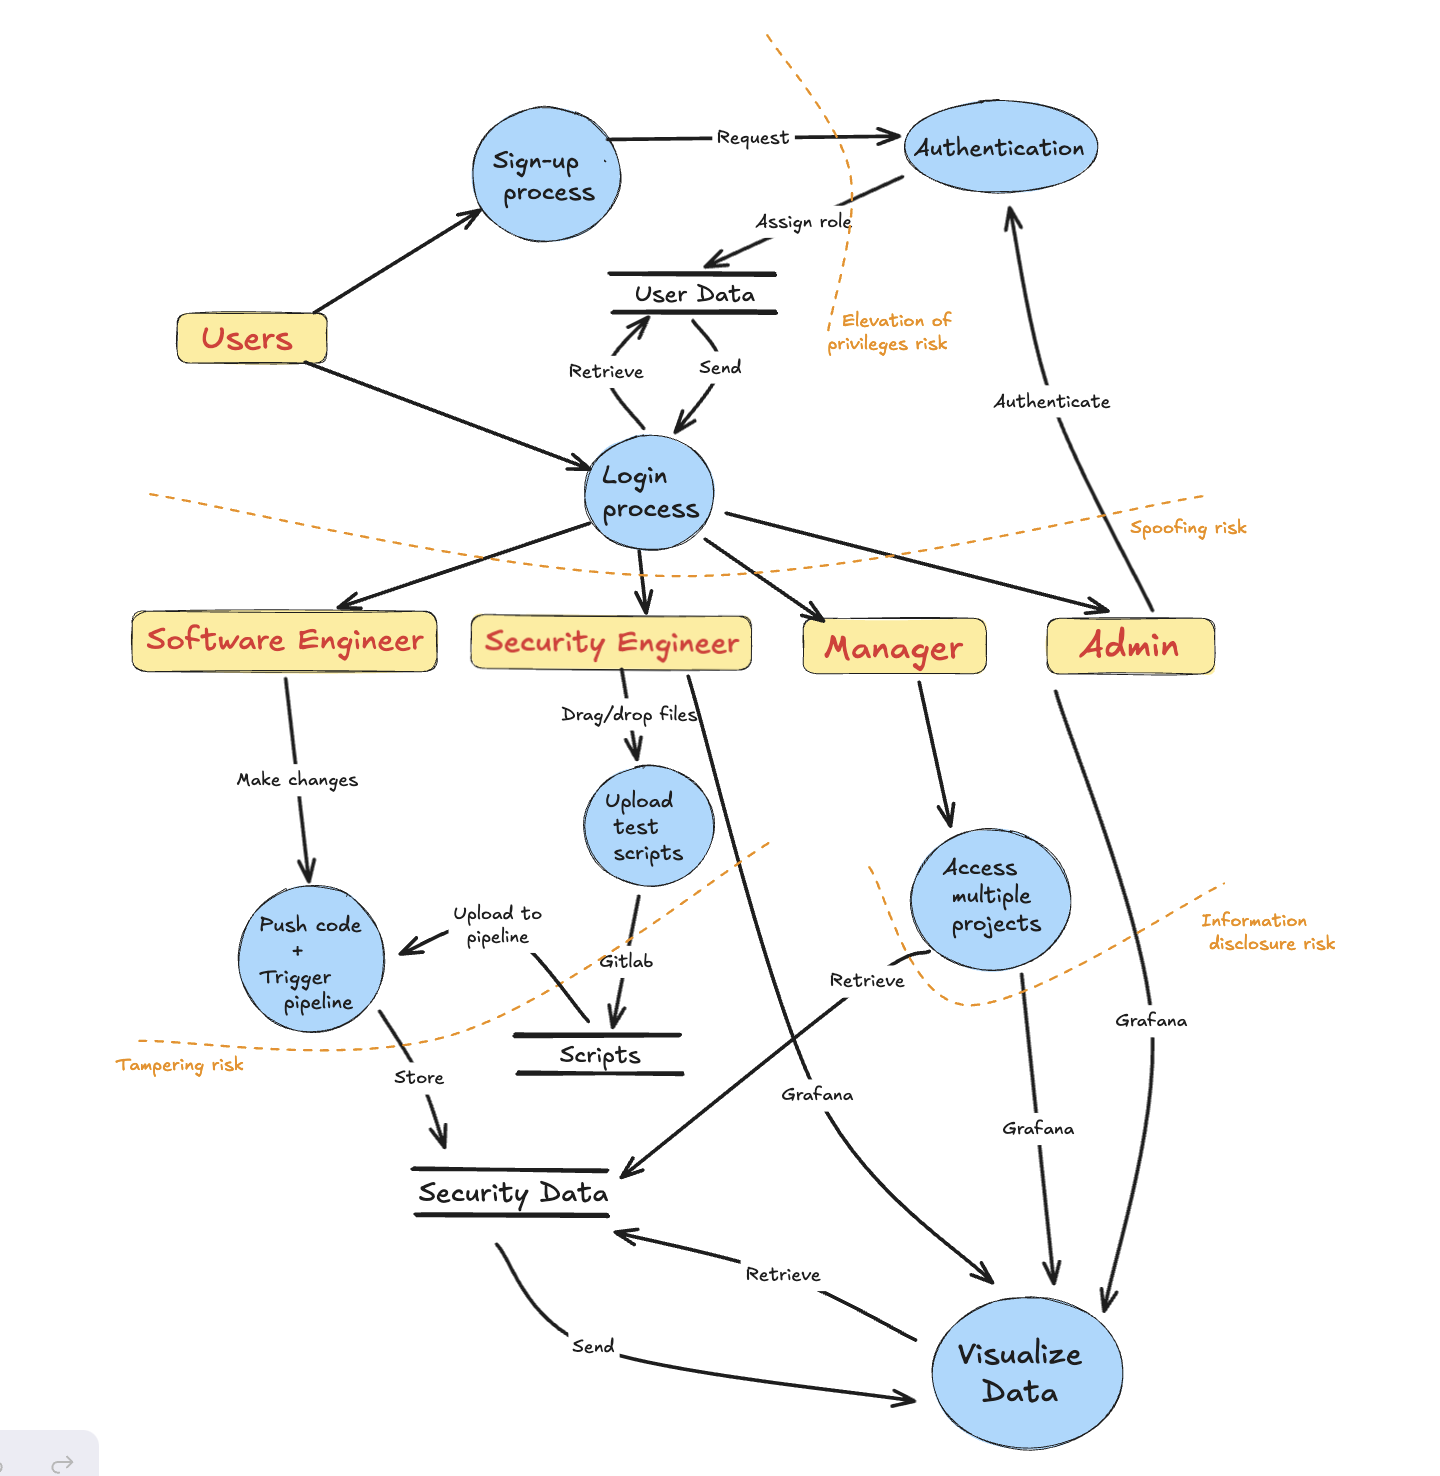 Sign-up
process
Request
Authentication
Assign role
User Data
Users
Elevation of
privileges risk
Retrieve
Send
Authenticate
Login
process
Spoofing risk
Software Engineer
Security Engineer
Manager
Admin
Drag/drop files
Make changes
Upload
test
scripts
Access
multiple
projects
Push code
+
Trigger
pipeline
Upload to
pipeline
Gitlab
Information
disclosure risk
Retrieve
Grafana
Tampering risk
Scripts
Store
Grafana
Grafana
Security Data
Retrieve
Send
Visualize
Data